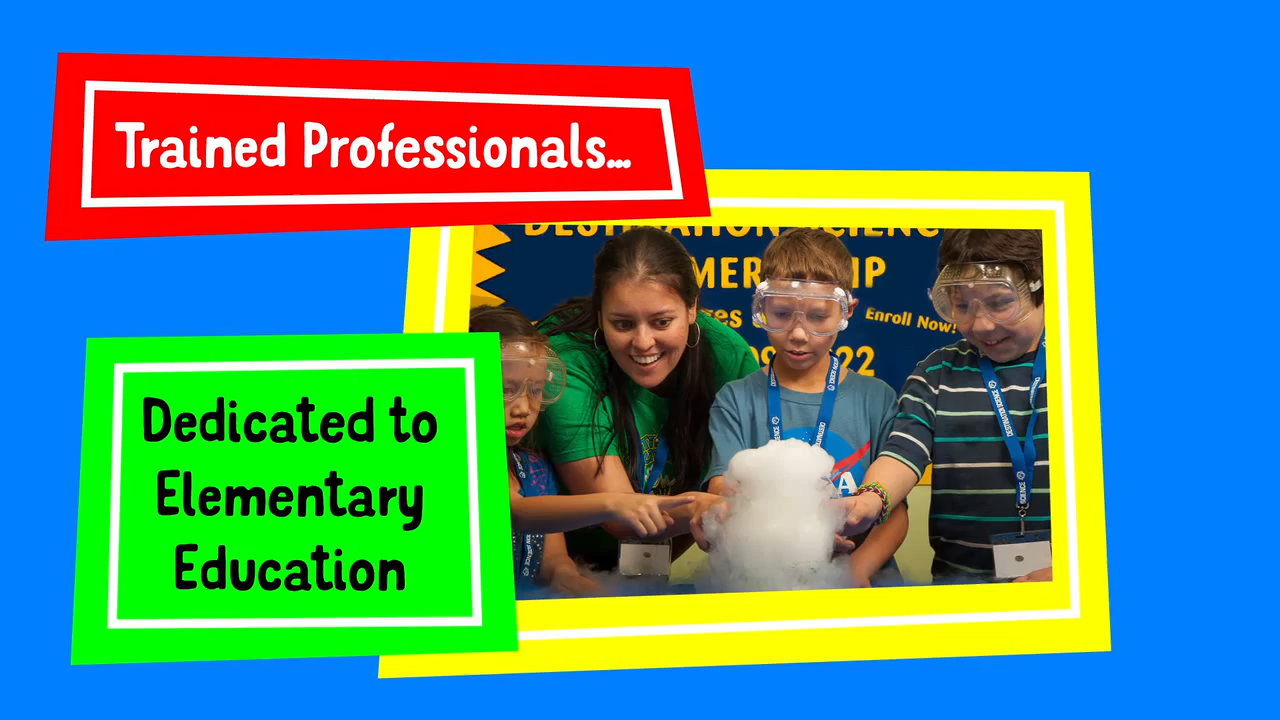 Trained Professionals...
Dedicated to
Elementary
Education
Enroll Now!